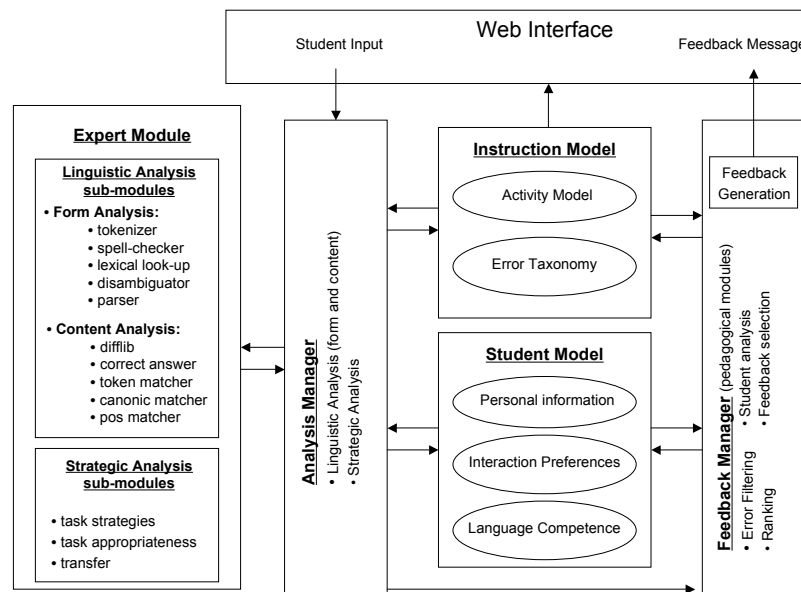 Web Interface
Student Input
Feedback Message
Expert Module
Linguistic Analysis
sub-modules
• Form Analysis:
• tokenizer
• spell-checker
• lexical look-up
• disambiguator
• parser
• Content Analysis:
• difflib
• correct answer
• token matcher
• canonic matcher
• pos matcher
Strategic Analysis
sub-modules
• task strategies
• task appropriateness
• transfer
Analysis Manager
• Linguistic Analysis (form and content)
• Strategic Analysis
Instruction Model
Activity Model
Error Taxonomy
Student Model
Personal information
Interaction Preferences
Language Competence
Feedback
Generation
Feedback Manager (pedagogical modules)
• Error Filtering
• Student analysis
• Ranking
• Feedback selection